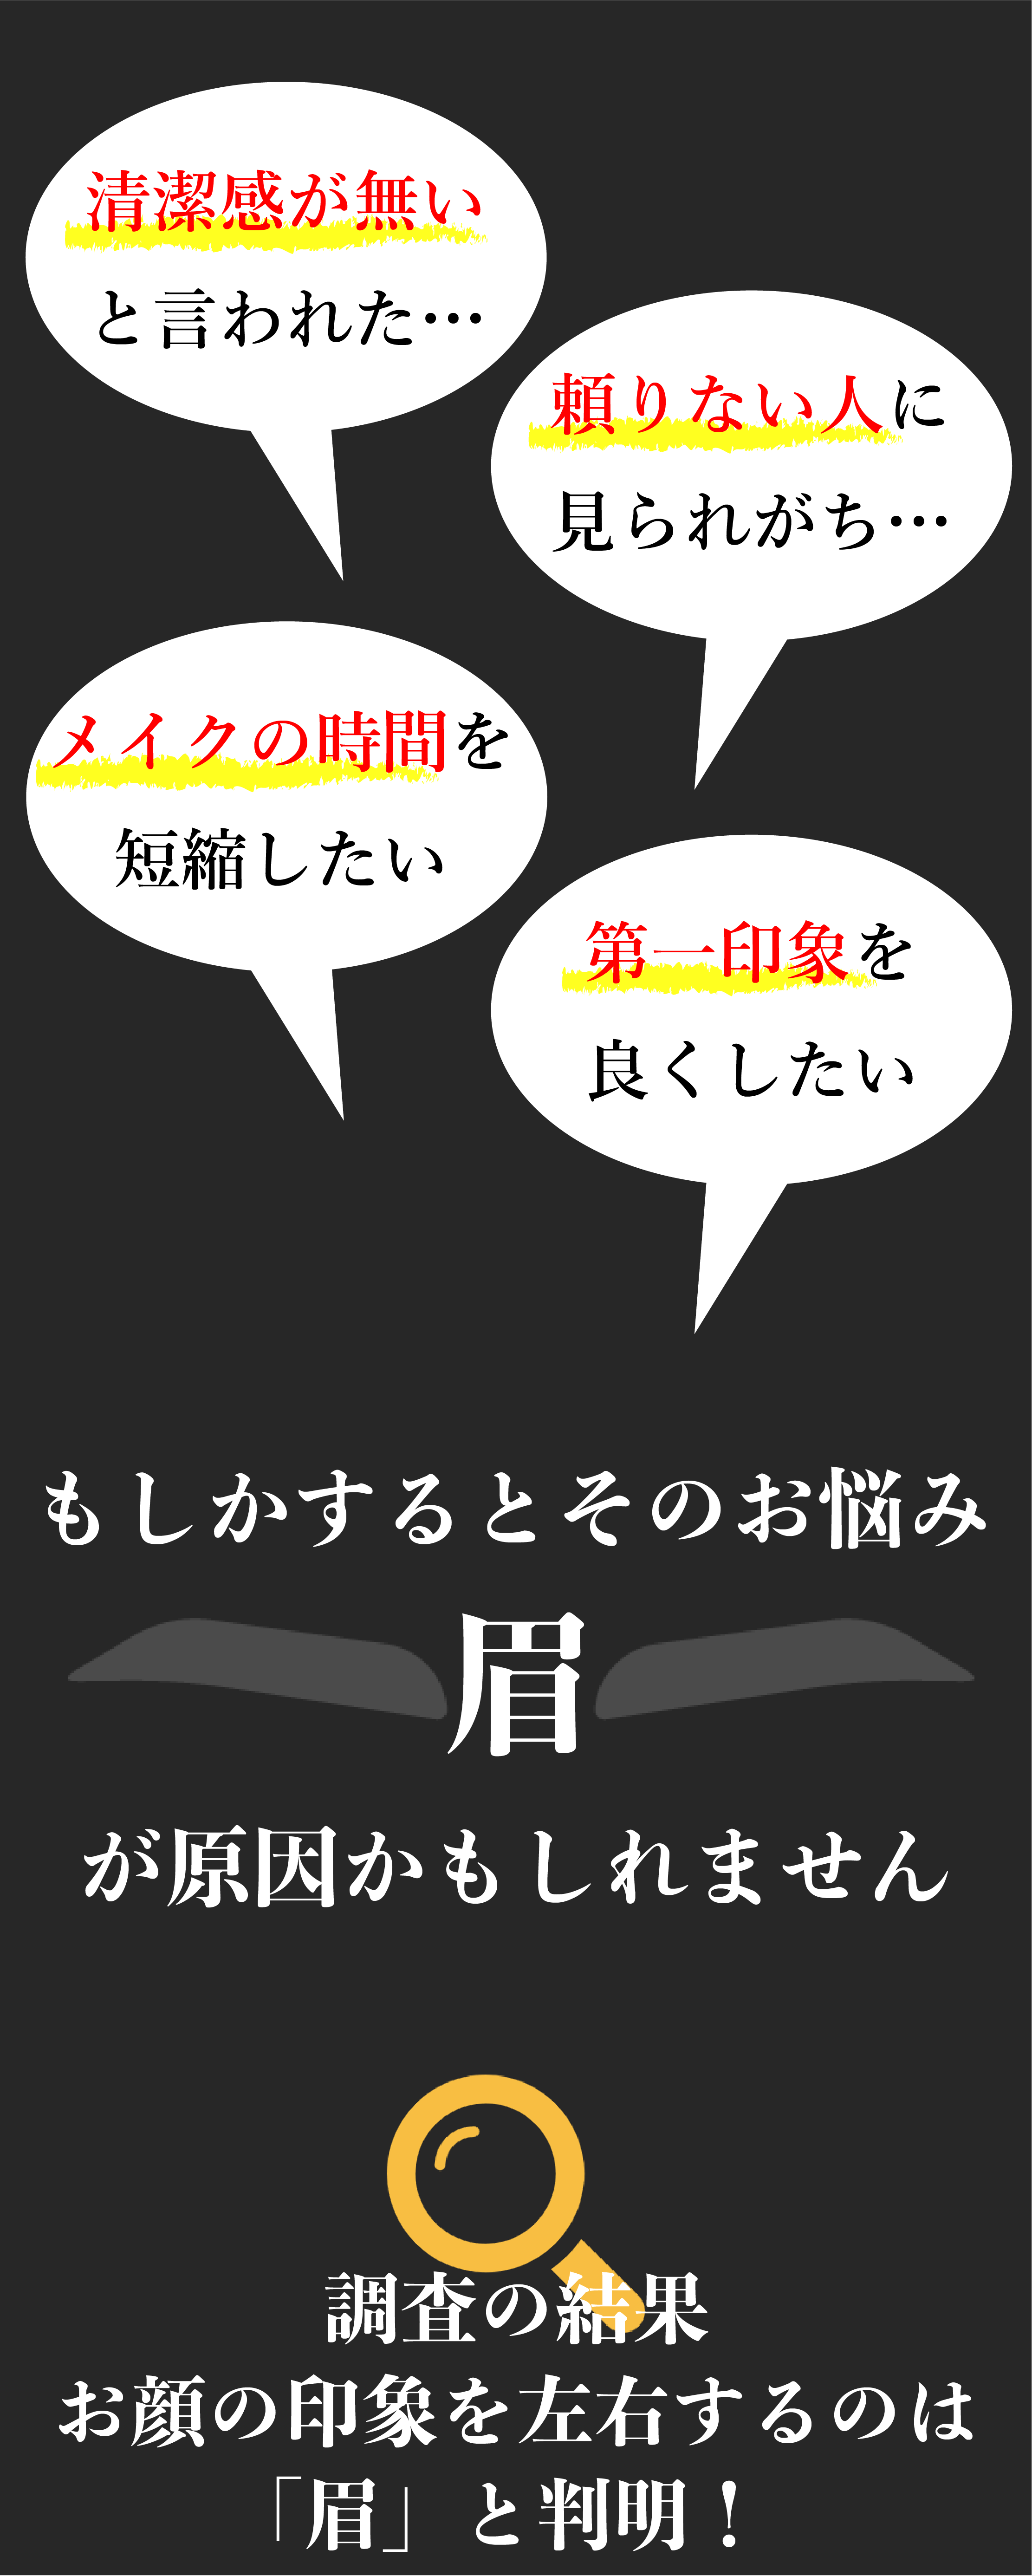 清潔感が無い
と言われた…
頼りない人に
見られがち…
メイクの時間を
短縮したい
第一印象を
良くしたい
もしかするとそのお悩み
眉
が原因かもしれません
調査の結果
お顔の印象を左右するのは
「眉」と判明！